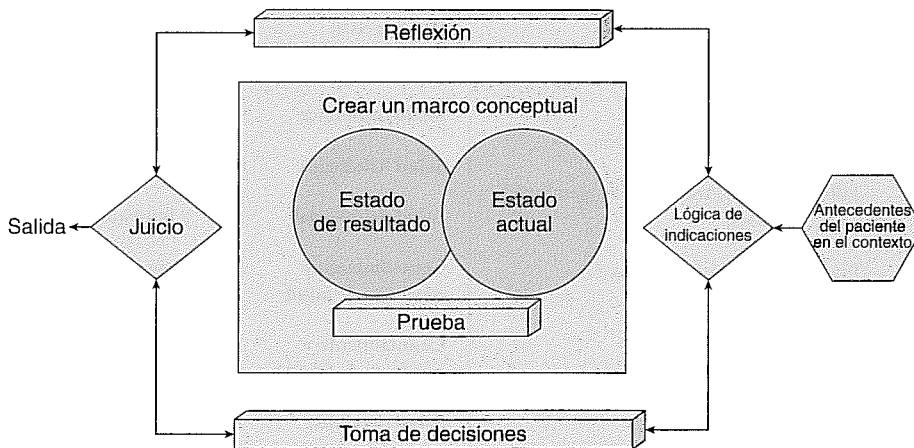 Reflexión
Crear un marco conceptual
Estado
de resultado
Estado
actual
Salida
Juicio
Lógica de
indicaciones
Antecedentes
del paciente
en el contexto
Prueba
Toma de decisiones